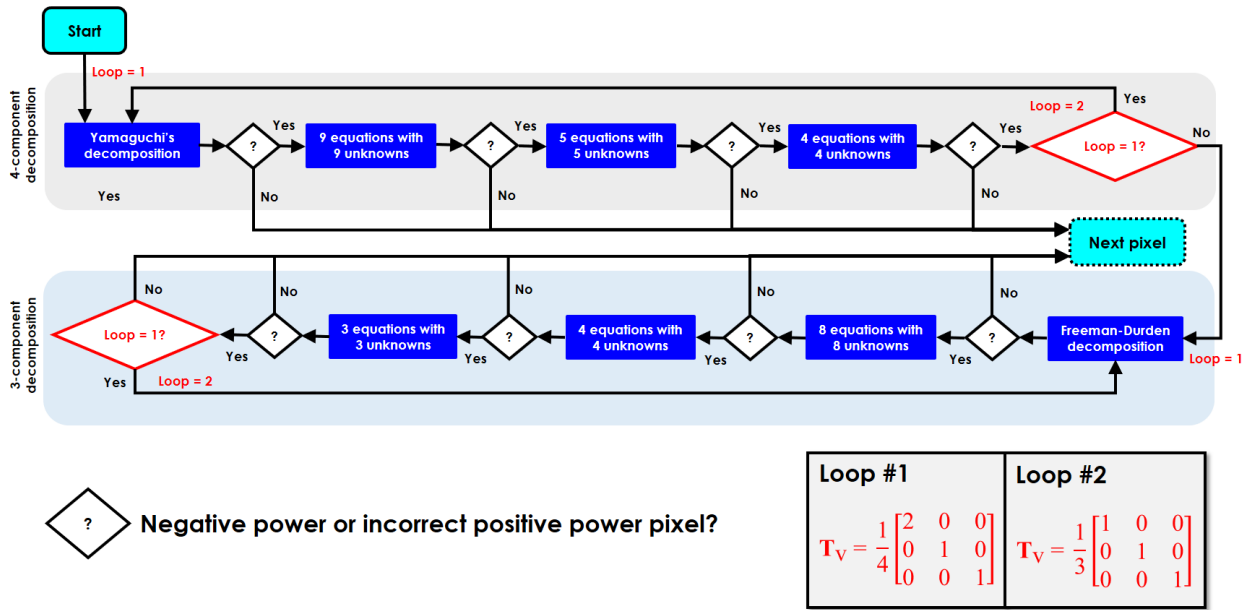 Start
Loop = 1
4-component
decomposition
Yamaguchi's
decomposition
?
Yes
9 equations with
9 unknowns
?
Yes
5 equations with
5 unknowns
?
Yes
4 equations with
4 unknowns
?
Yes
Loop = 2
Yes
Loop = 1?
No
Yes
No
No
No
No
Next pixel
3-component
decomposition
No
No
No
No
No
Loop = 1?
?
Yes
3 equations with
3 unknowns
?
Yes
4 equations with
4 unknowns
?
Yes
8 equations with
8 unknowns
?
Yes
Freeman-Durden
decomposition
Loop = 1
Yes
Loop = 2
? Negative power or incorrect positive power pixel?
Loop #1
T_V = 1/4 [2 0 0
0 1 0
0 0 1]
Loop #2
T_V = 1/3 [1 0 0
0 1 0
0 0 1]